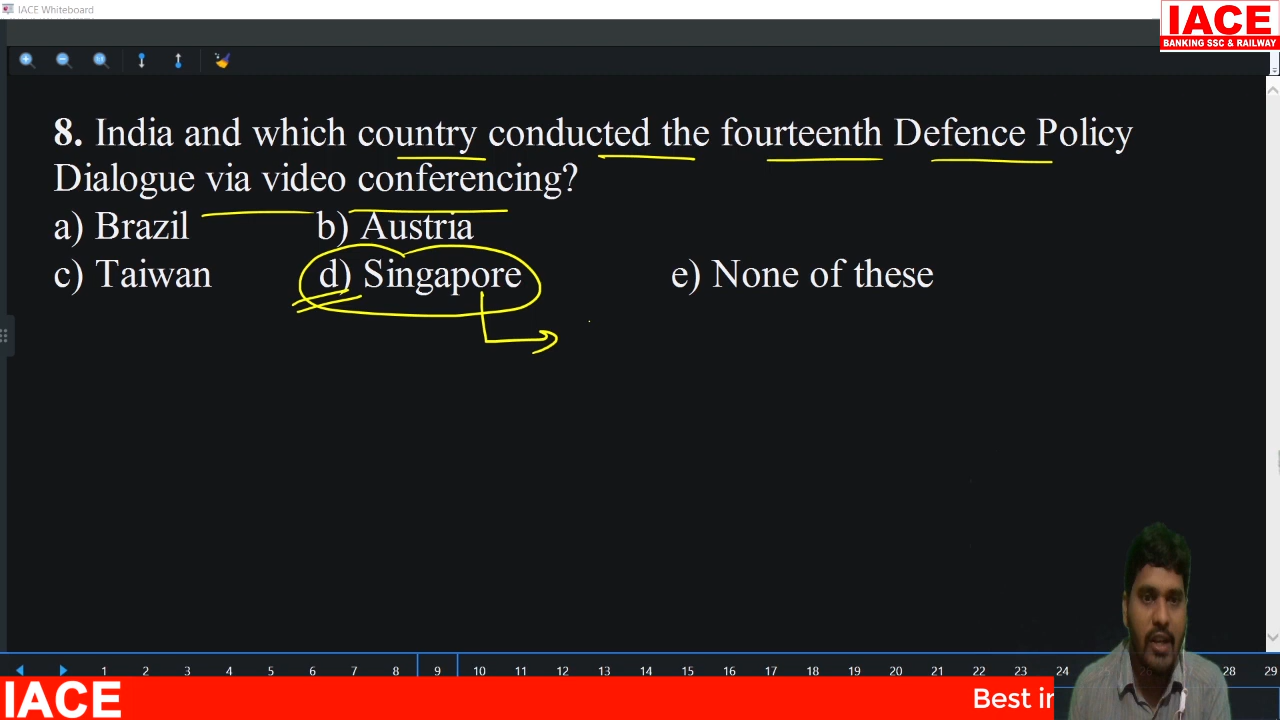 IACE Whiteboard
IACE
BANKING SSC & RAILWAY
8. India and which country conducted the fourteenth Defence Policy
Dialogue via video conferencing?
a) Brazil b) Austria
c) Taiwan d) Singapore e) None of these
1 2 3 4 5 6 7 8 9 10 11 12 13 14 15 16 17 18 19 20 21 22 23 24 28 29
IACE
Best in